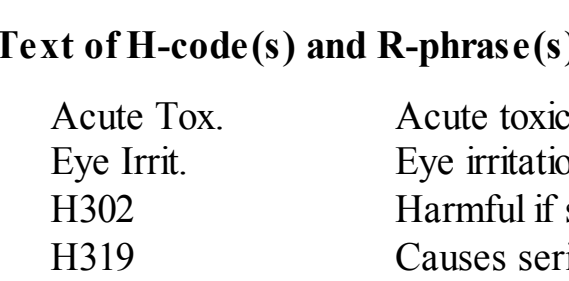 Text of H-code(s) and R-phrase(s)
Acute Tox. Acute toxic
Eye Irrit. Eye irritatio
H302 Harmful if s
H319 Causes seri